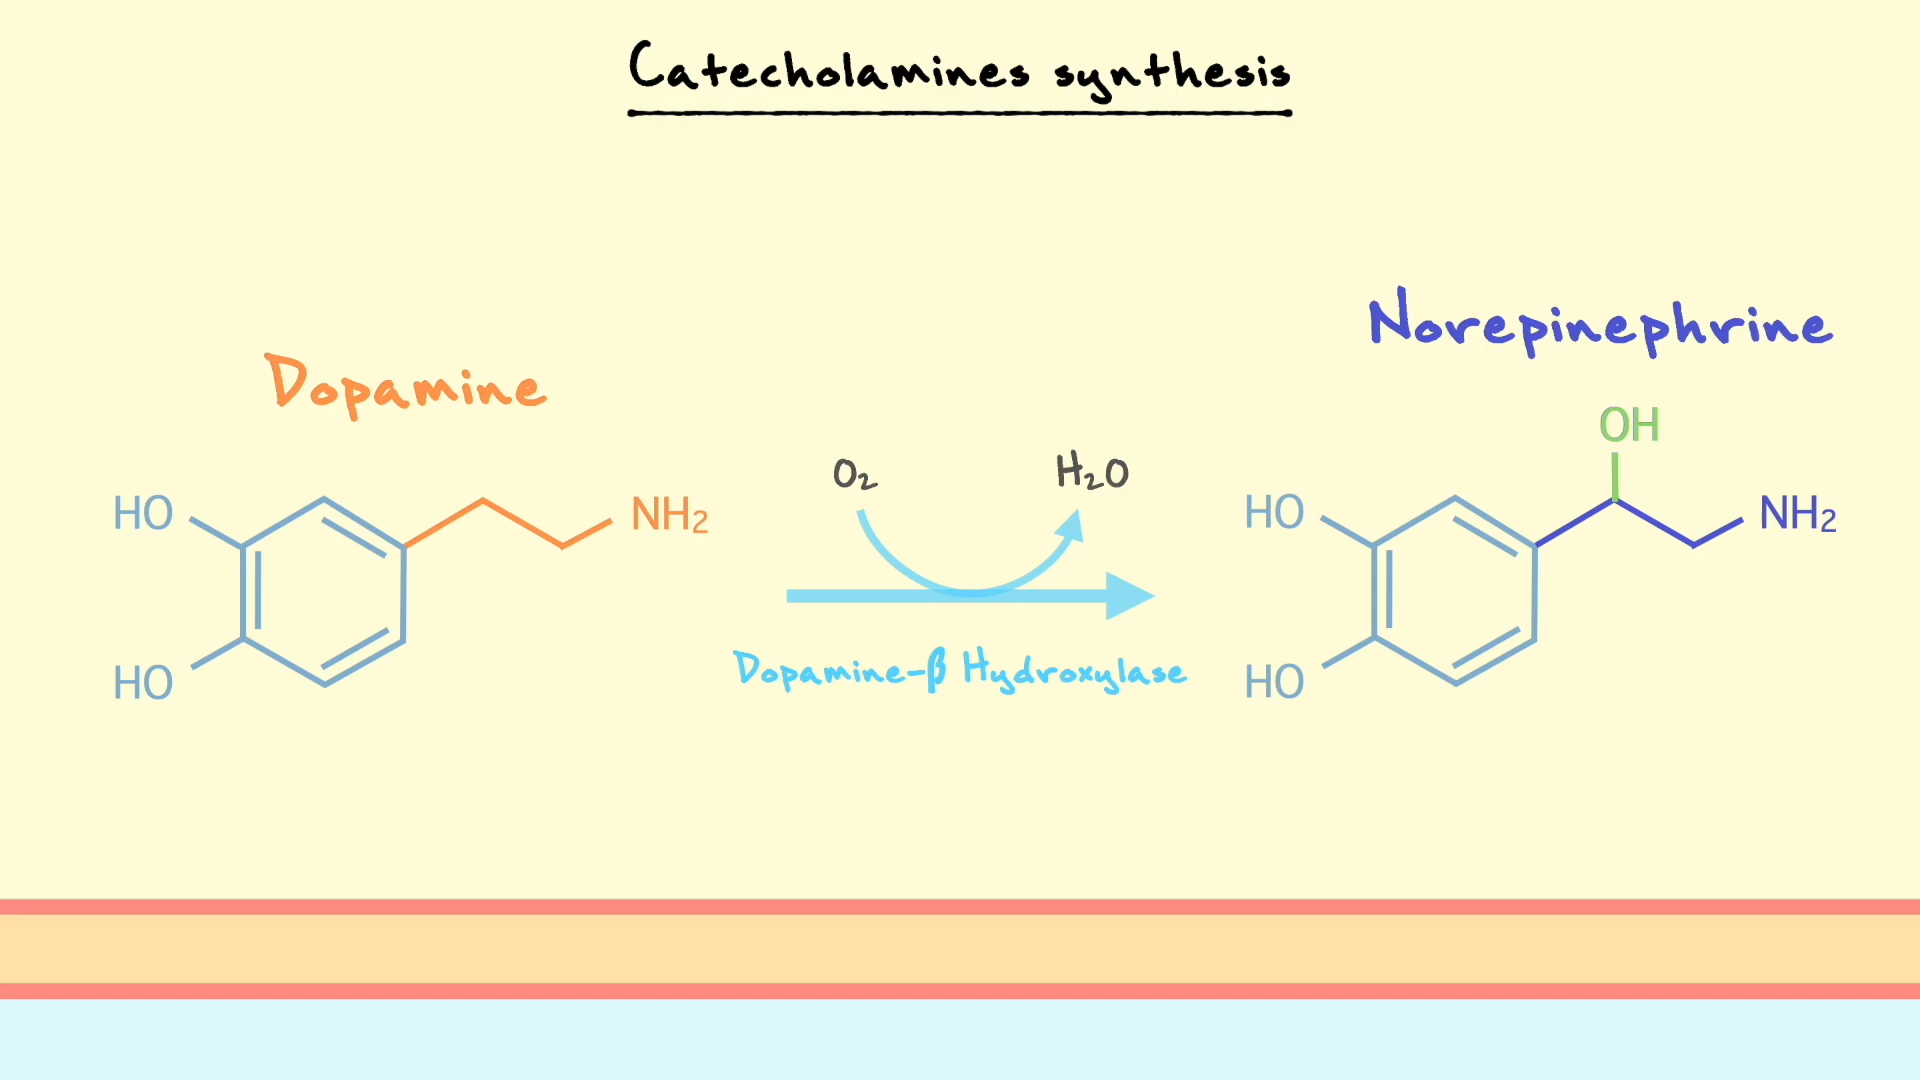 Catecholamines synthesis
Dopamine
HO
NH₂
HO
O₂
H₂O
Dopamine-β Hydroxylase
Norepinephrine
OH
HO
NH₂
HO